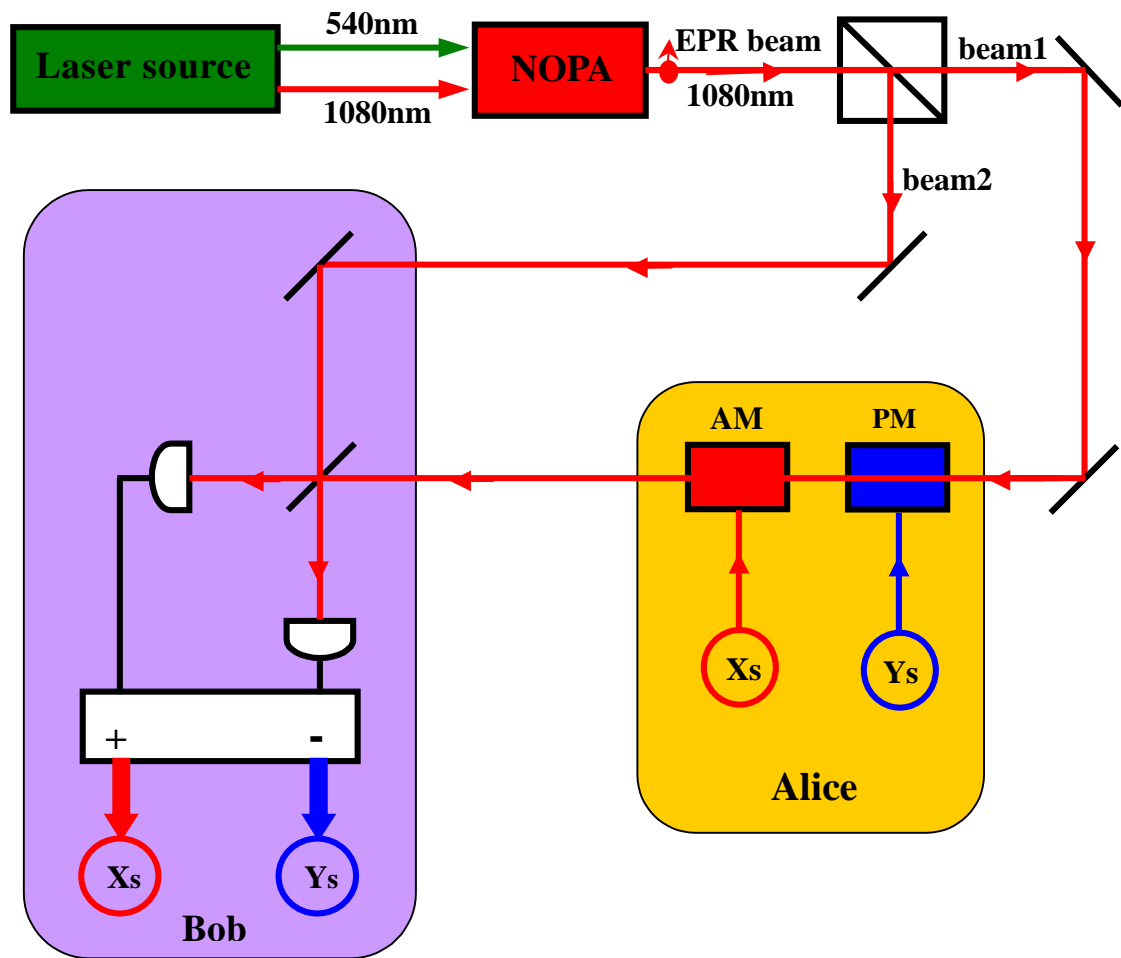 540nm
Laser source
1080nm
NOPA
EPR beam
1080nm
beam1
beam2
AM
PM
Xs
Ys
Alice
+
-
Xs
Ys
Bob